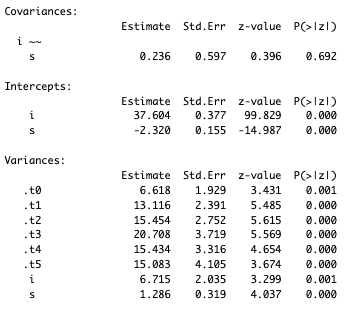 Covariances:
Estimate Std.Err z-value P(>|z|)
i ~~
s 0.236 0.597 0.396 0.692
Intercepts:
Estimate Std.Err z-value P(>|z|)
i 37.604 0.377 99.829 0.000
s -2.320 0.155 -14.987 0.000
Variances:
Estimate Std.Err z-value P(>|z|)
.t0 6.618 1.929 3.431 0.001
.t1 13.116 2.391 5.485 0.000
.t2 15.454 2.752 5.615 0.000
.t3 20.708 3.719 5.569 0.000
.t4 15.434 3.316 4.654 0.000
.t5 15.083 4.105 3.674 0.000
i 6.715 2.035 3.299 0.001
s 1.286 0.319 4.037 0.000